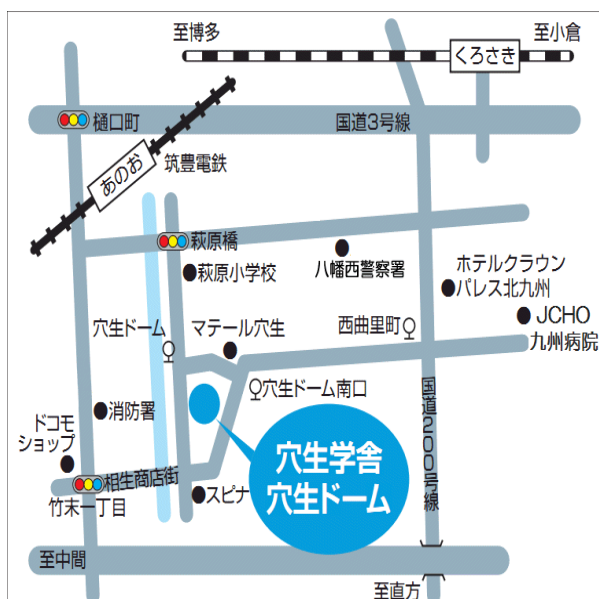 至博多
至小倉
くろさき
樋口町
国道3号線
あのお
筑豊電鉄
萩原橋
萩原小学校
八幡西警察署
ホテルクラウン
パレス北九州
JCHO
九州病院
穴生ドーム
マテール穴生
西曲里町
穴生ドーム南口
消防署
国道200号線
ドコモ
ショップ
穴生学舎
穴生ドーム
相生商店街
スピナ
竹末一丁目
至中間
至直方